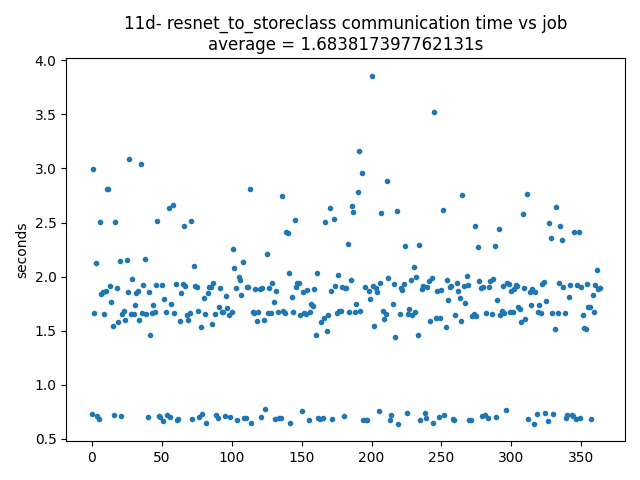 11d- resnet_to_storeclass communication time vs job
average = 1.683817397762131s
4.0
3.5
3.0
2.5
2.0
1.5
1.0
0.5
seconds
0 50 100 150 200 250 300 350